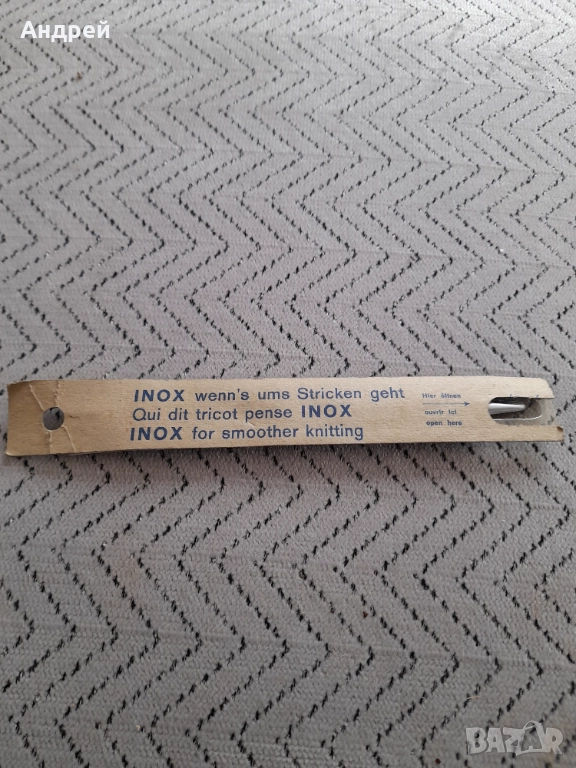 Андрей
INOX wenn's ums Stricken geht
Qui dit tricot pense INOX
INOX for smoother knitting
Hier öffnen
ouvrir ici
open here
BAZAR